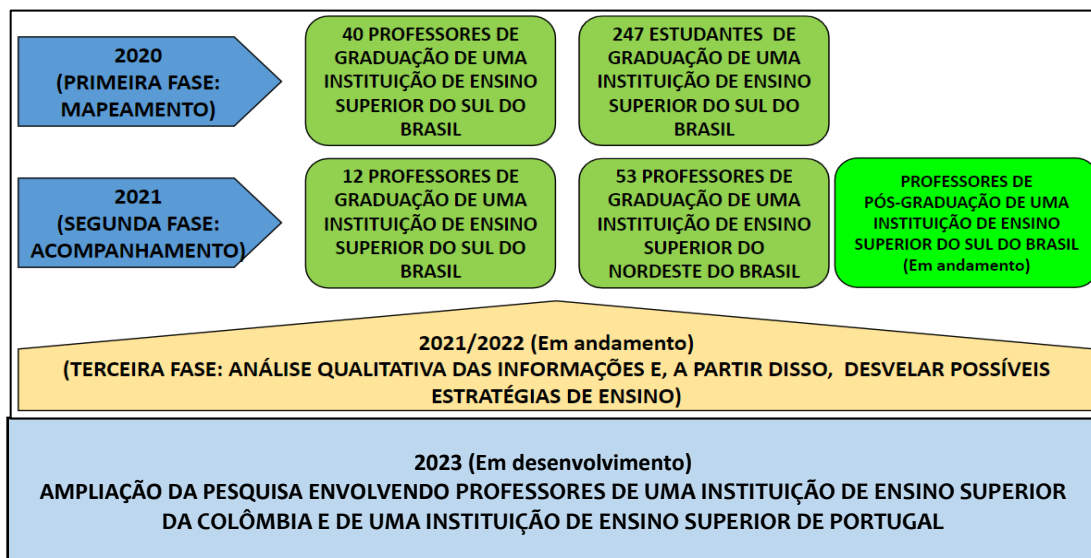 2020
(PRIMEIRA FASE:
MAPEAMENTO)
40 PROFESSORES DE
GRADUAÇÃO DE UMA
INSTITUIÇÃO DE ENSINO
SUPERIOR DO SUL DO
BRASIL
247 ESTUDANTES DE
GRADUAÇÃO DE UMA
INSTITUIÇÃO DE ENSINO
SUPERIOR DO SUL DO
BRASIL
2021
(SEGUNDA FASE:
ACOMPANHAMENTO)
12 PROFESSORES DE
GRADUAÇÃO DE UMA
INSTITUIÇÃO DE ENSINO
SUPERIOR DO SUL DO
BRASIL
53 PROFESSORES DE
GRADUAÇÃO DE UMA
INSTITUIÇÃO DE ENSINO
SUPERIOR DO
NORDESTE DO BRASIL
PROFESSORES DE
PÓS-GRADUAÇÃO DE UMA
INSTITUIÇÃO DE ENSINO
SUPERIOR DO SUL DO BRASIL
(Em andamento)
2021/2022 (Em andamento)
(TERCEIRA FASE: ANÁLISE QUALITATIVA DAS INFORMAÇÕES E, A PARTIR DISSO, DESVELAR POSSÍVEIS
ESTRATÉGIAS DE ENSINO)
2023 (Em desenvolvimento)
AMPLIAÇÃO DA PESQUISA ENVOLVENDO PROFESSORES DE UMA INSTITUIÇÃO DE ENSINO SUPERIOR
DA COLÔMBIA E DE UMA INSTITUIÇÃO DE ENSINO SUPERIOR DE PORTUGAL